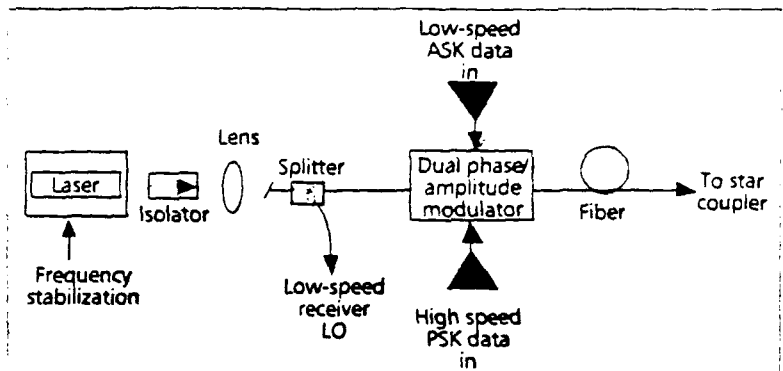 Low-speed
ASK data
in
Lens
Splitter
Laser
Isolator
Dual phase/
amplitude
modulator
Fiber
To star
coupler
Frequency
stabilization
Low-speed
receiver
LO
High speed
PSK data
in